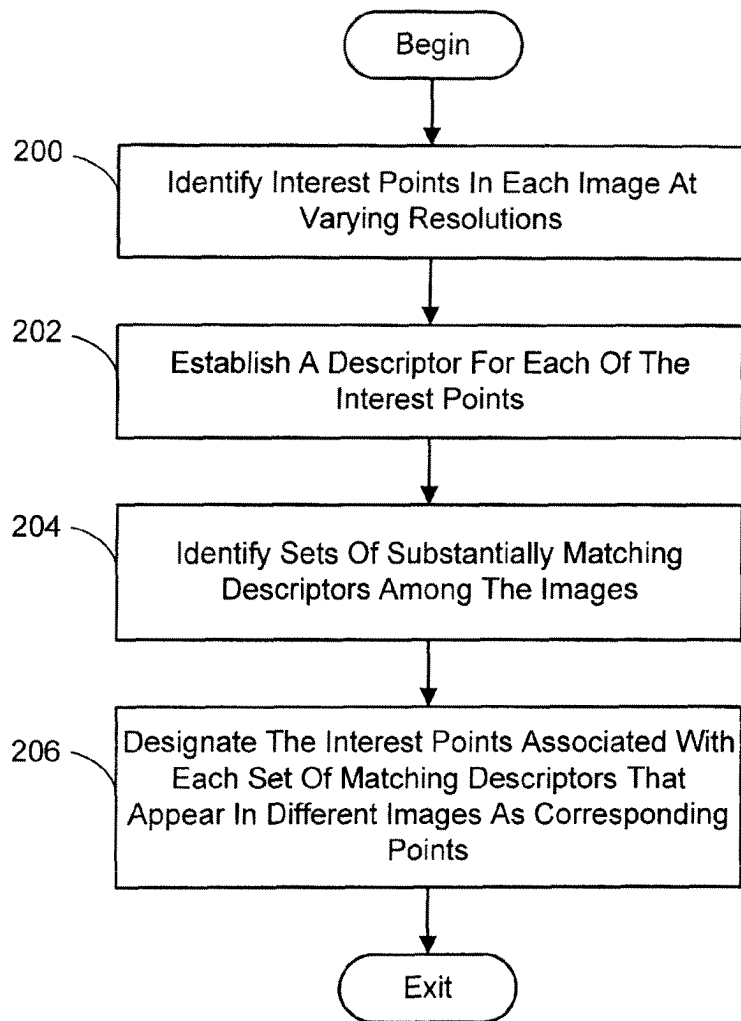 Begin
200
Identify Interest Points In Each Image At
Varying Resolutions
202
Establish A Descriptor For Each Of The
Interest Points
204
Identify Sets Of Substantially Matching
Descriptors Among The Images
206
Designate The Interest Points Associated With
Each Set Of Matching Descriptors That
Appear In Different Images As Corresponding
Points
Exit